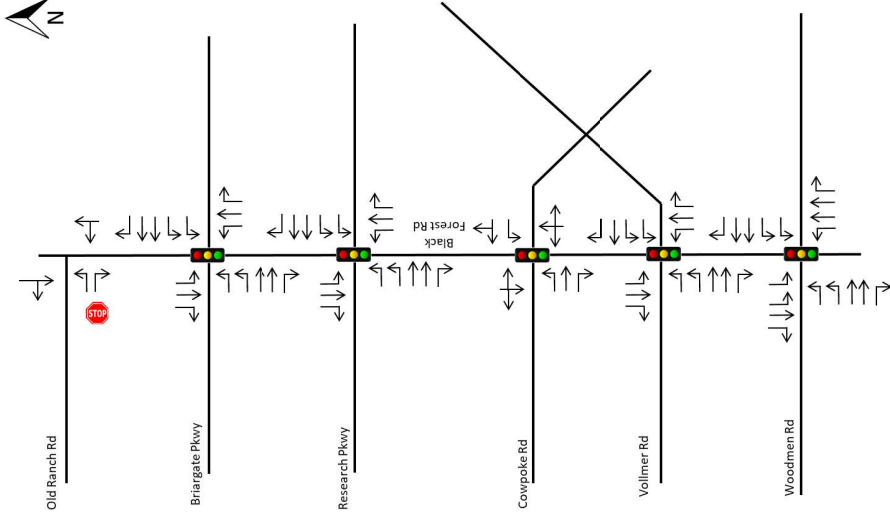 N
Black
Forest Rd
STOP
Old Ranch Rd
Briargate Pkwy
Research Pkwy
Cowpoke Rd
Vollmer Rd
Woodmen Rd